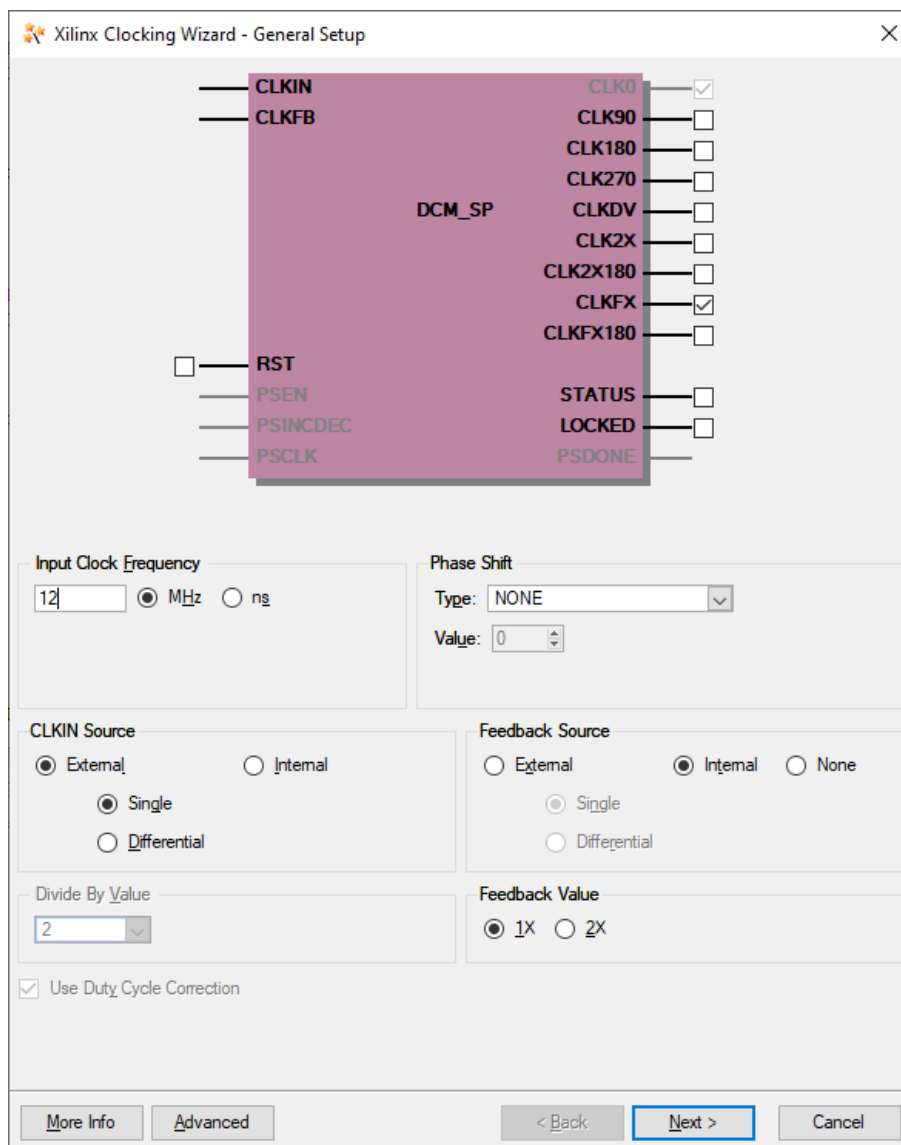 Xilinx Clocking Wizard - General Setup
CLKIN CLK0
CLKFB CLK90
CLK180
CLK270
DCM_SP CLKDV
CLK2X
CLK2X180
CLKFX
CLKFX180
RST
PSEN STATUS
PSINCDEC LOCKED
PSCLK PSDONE
Input Clock Frequency Phase Shift
12 MHz ns Type: NONE
Value: 0
CLKIN Source Feedback Source
External Internal External Internal None
Single Single
Differential Differential
Divide By Value Feedback Value
2 1X 2X
Use Duty Cycle Correction
More Info Advanced < Back Next > Cancel